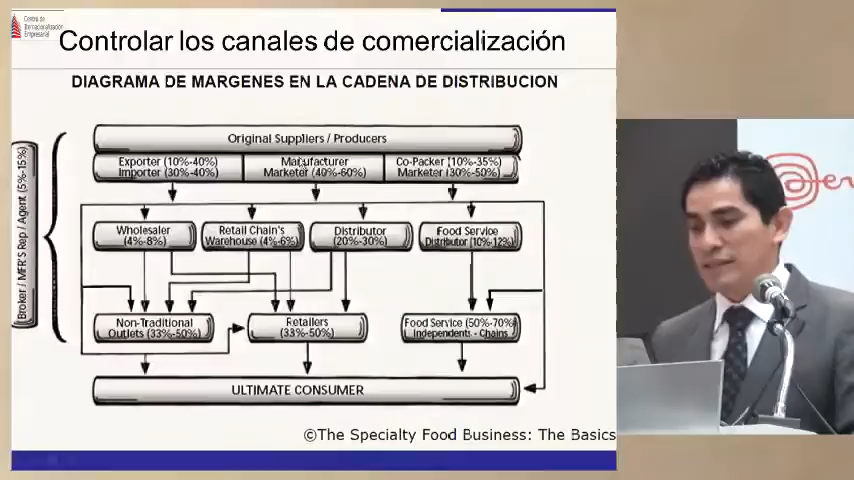 Centro de
Internacionalización
Empresarial
Controlar los canales de comercialización
DIAGRAMA DE MARGENES EN LA CADENA DE DISTRIBUCION
Original Suppliers / Producers
Exporter (10%-40%)
Importer (30%-40%)
Manufacturer
Marketer (40%-60%)
Co-Packer (10%-35%)
Marketer (30%-50%)
Broker / MFR'S Rep / Agent (5%-15%)
Wholesaler
(4%-8%)
Retail Chain's
Warehouse (4%-6%)
Distributor
(20%-30%)
Food Service
Distributor (10%-12%)
Non-Traditional
Outlets (33%-50%)
Retailers
(33%-50%)
Food Service (50%-70%)
Independents - Chains
ULTIMATE CONSUMER
©The Specialty Food Business: The Basics